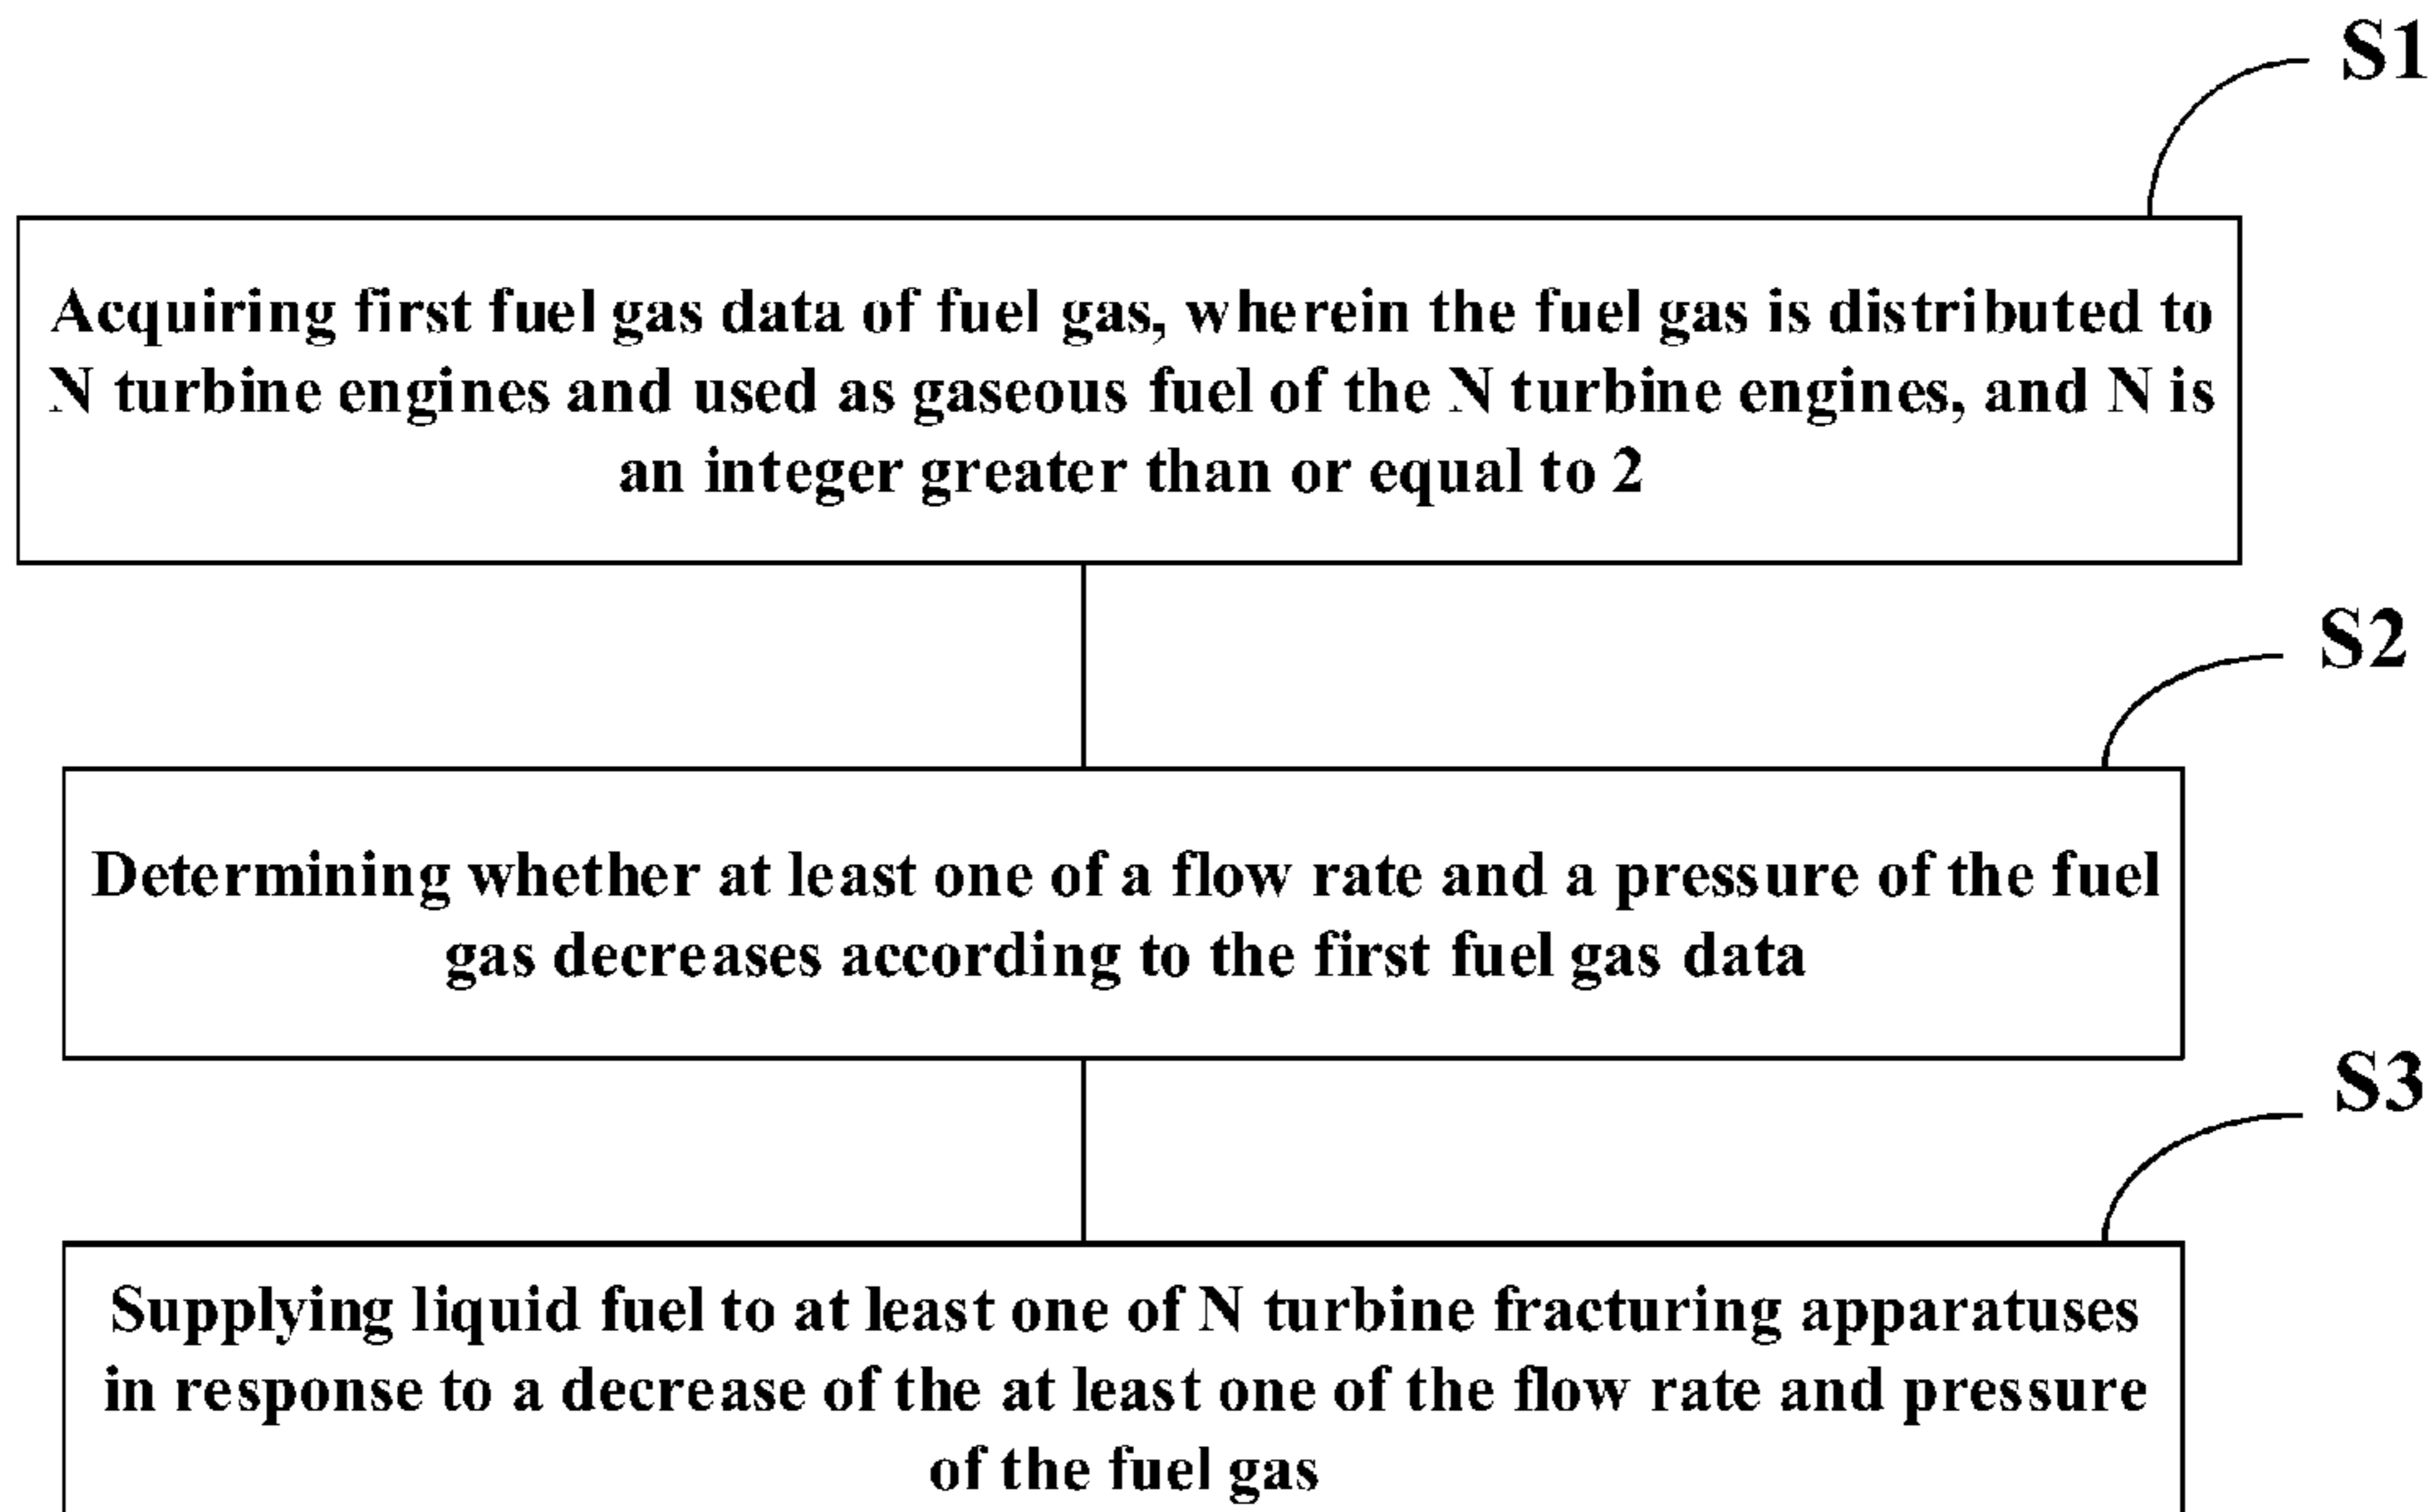 S1
Acquiring first fuel gas data of fuel gas, wherein the fuel gas is distributed to
N turbine engines and used as gaseous fuel of the N turbine engines, and N is
an integer greater than or equal to 2
S2
Determining whether at least one of a flow rate and a pressure of the fuel
gas decreases according to the first fuel gas data
S3
Supplying liquid fuel to at least one of N turbine fracturing apparatuses
in response to a decrease of the at least one of the flow rate and pressure
of the fuel gas